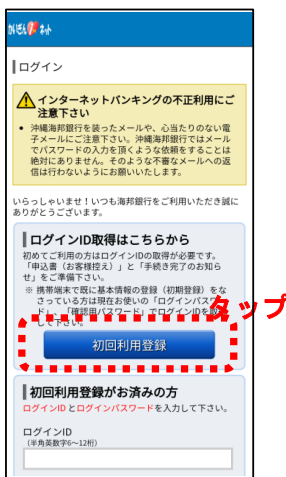 かいぎんネット
ログイン
インターネットバンキングの不正利用にご
注意下さい
• 沖縄海邦銀行を装ったメールや、心当たりのない電
子メールにご注意下さい。沖縄海邦銀行ではメール
でパスワードの入力を頂くような依頼をすることは
絶対にありません。そのような不審なメールへの返
信は行わないようにお願いいたします。
いらっしゃいませ！いつも海邦銀行をご利用いただき誠に
ありがとうございます。
ログインID取得はこちらから
初めてご利用の方はログインIDの取得が必要です。
「申込書（お客様控え）」と「手続き完了のお知ら
せ」をご準備下さい。
※ 携帯端末で既に基本情報の登録（初期登録）をな
さっている方は現在お使いの「ログインパスワー
ド」、「確認用パスワード」でログインIDを取得
して下さい。
タップ
初回利用登録
初回利用登録がお済みの方
ログインIDとログインパスワードを入力して下さい。
ログインID
（半角英数字6～12桁）